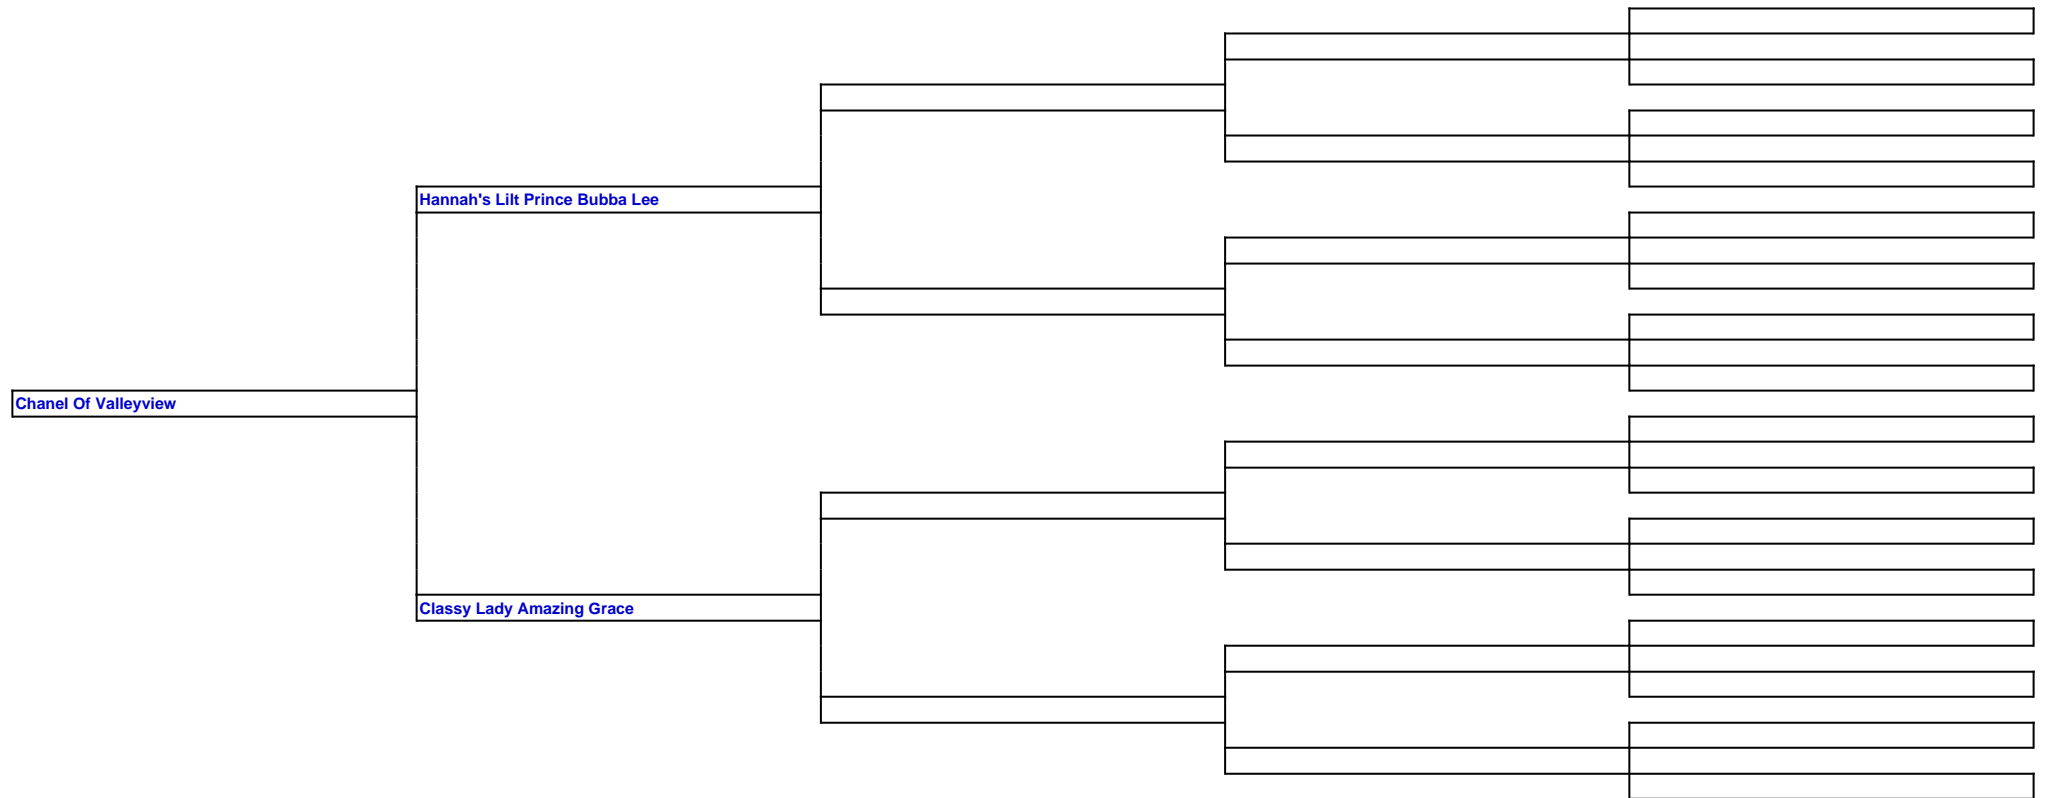 Hannah's Lilt Prince Bubba Lee
Chanel Of Valleyview
Classy Lady Amazing Grace